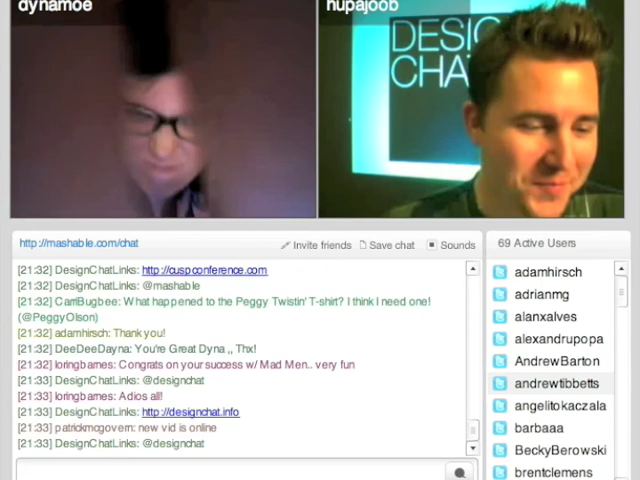 dynamoe
hupajoob
DESIG
CHA
http://mashable.com/chat
Invite friends
Save chat
Sounds
69 Active Users
[21:32] DesignChatLinks: http://cuspconference.com
[21:32] DesignChatLinks: @mashable
[21:32] CarriBugbee: What happened to the Peggy Twistin' T-shirt? I think I need one!
(@PeggyOlson)
[21:32] adamhirsch: Thank you!
[21:32] DeeDeeDayna: You're Great Dyna ,, Thx!
[21:32] loringbarnes: Congrats on your success w/ Mad Men.. very fun
[21:33] DesignChatLinks: @designchat
[21:33] loringbarnes: Adios all!
[21:33] DesignChatLinks: http://designchat.info
[21:33] patrickmcgovern: new vid is online
[21:33] DesignChatLinks: @designchat
adamhirsch
adrianmg
alanxalves
alexandrupopa
AndrewBarton
andrewtibbetts
angelitokaczala
barbaaa
BeckyBerowski
brentclemens